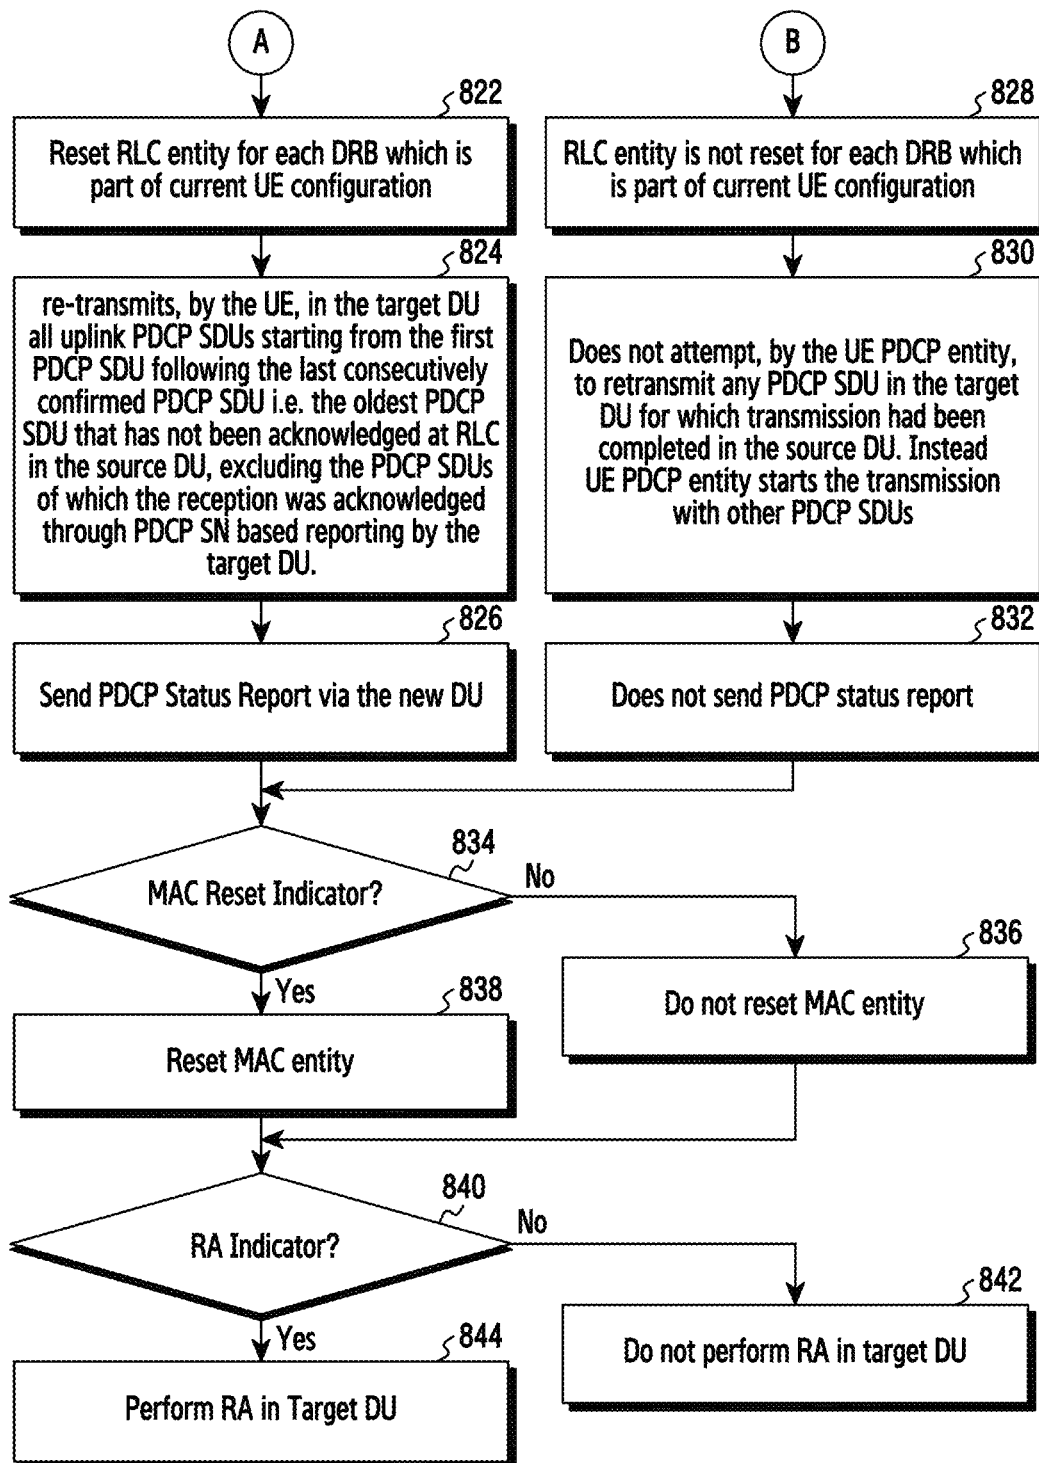 A
B
822
Reset RLC entity for each DRB which is
part of current UE configuration
828
RLC entity is not reset for each DRB which
is part of current UE configuration
824
re-transmits, by the UE, in the target DU
all uplink PDCP SDUs starting from the first
PDCP SDU following the last consecutively
confirmed PDCP SDU i.e. the oldest PDCP
SDU that has not been acknowledged at RLC
in the source DU, excluding the PDCP SDUs
of which the reception was acknowledged
through PDCP SN based reporting by the
target DU.
830
Does not attempt, by the UE PDCP entity,
to retransmit any PDCP SDU in the target
DU for which transmission had been
completed in the source DU. Instead
UE PDCP entity starts the transmission
with other PDCP SDUs
826
Send PDCP Status Report via the new DU
832
Does not send PDCP status report
834
MAC Reset Indicator?
No
836
Do not reset MAC entity
Yes
838
Reset MAC entity
840
RA Indicator?
No
842
Do not perform RA in target DU
Yes
844
Perform RA in Target DU